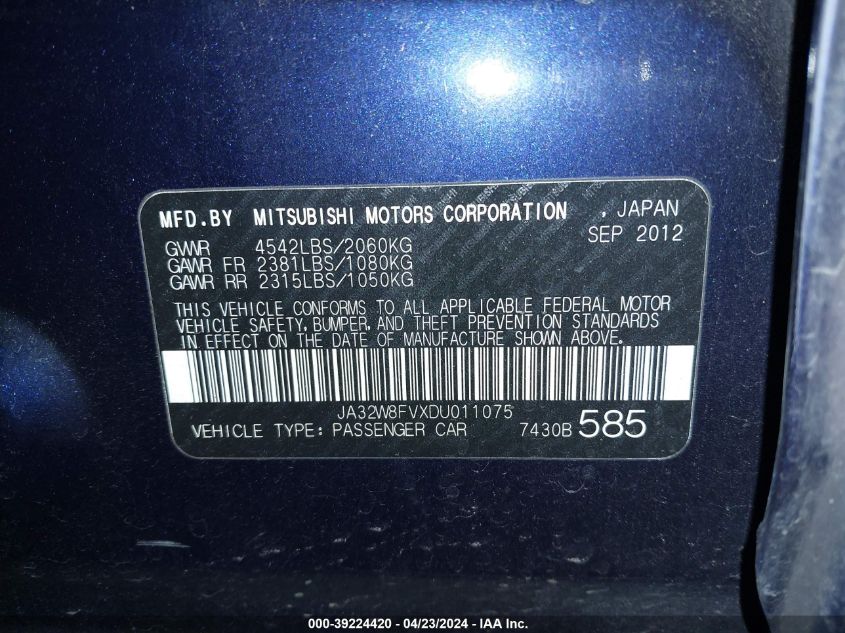 MFD.BY MITSUBISHI MOTORS CORPORATION , JAPAN
SEP 2012
GVWR 4542LBS/2060KG
GAWR FR 2381LBS/1080KG
GAWR RR 2315LBS/1050KG
THIS VEHICLE CONFORMS TO ALL APPLICABLE FEDERAL MOTOR
VEHICLE SAFETY, BUMPER, AND THEFT PREVENTION STANDARDS
IN EFFECT ON THE DATE OF MANUFACTURE SHOWN ABOVE.
JA32W8FVXDU011075
VEHICLE TYPE: PASSENGER CAR 7430B 585
000-39224420 - 04/23/2024 - IAA Inc.